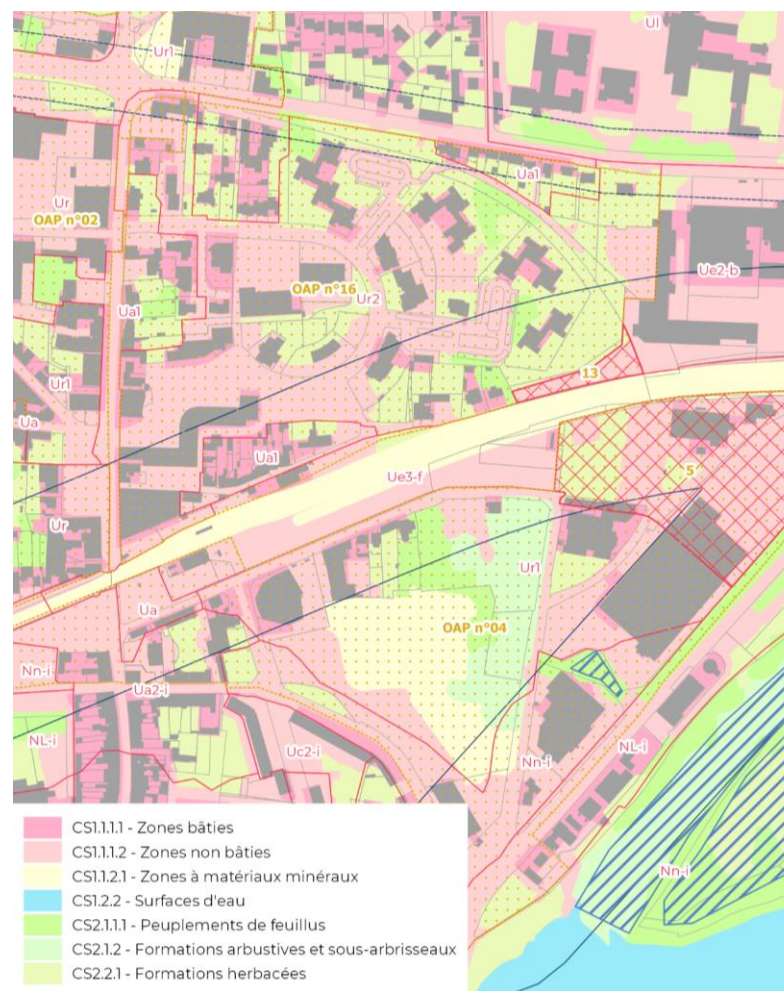 Ur1
Ul
Ur
OAP n°02
Ua1
Ue2-b
OAP n°16
Ur2
Ua1
Ur1
13
Ua
Ua1
Ue3-f
5
Ur
Ur1
Ua
OAP n°04
Nn-i
Ua2-i
NL-i
Uc2-i
Nn-i
NL-i
Nn-i
CS1.1.1.1 - Zones bâties
CS1.1.1.2 - Zones non bâties
CS1.1.2.1 - Zones à matériaux minéraux
CS1.2.2 - Surfaces d'eau
CS2.1.1.1 - Peuplements de feuillus
CS2.1.2 - Formations arbustives et sous-arbrisseaux
CS2.2.1 - Formations herbacées